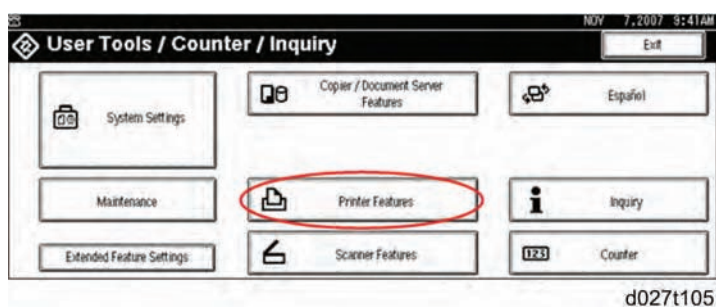 NOV 7,2007 9:41AM
User Tools / Counter / Inquiry
Exit
System Settings
Copier / Document Server
Features
Español
Maintenance
Printer Features
Inquiry
Extended Feature Settings
Scanner Features
123
Counter
d027t105